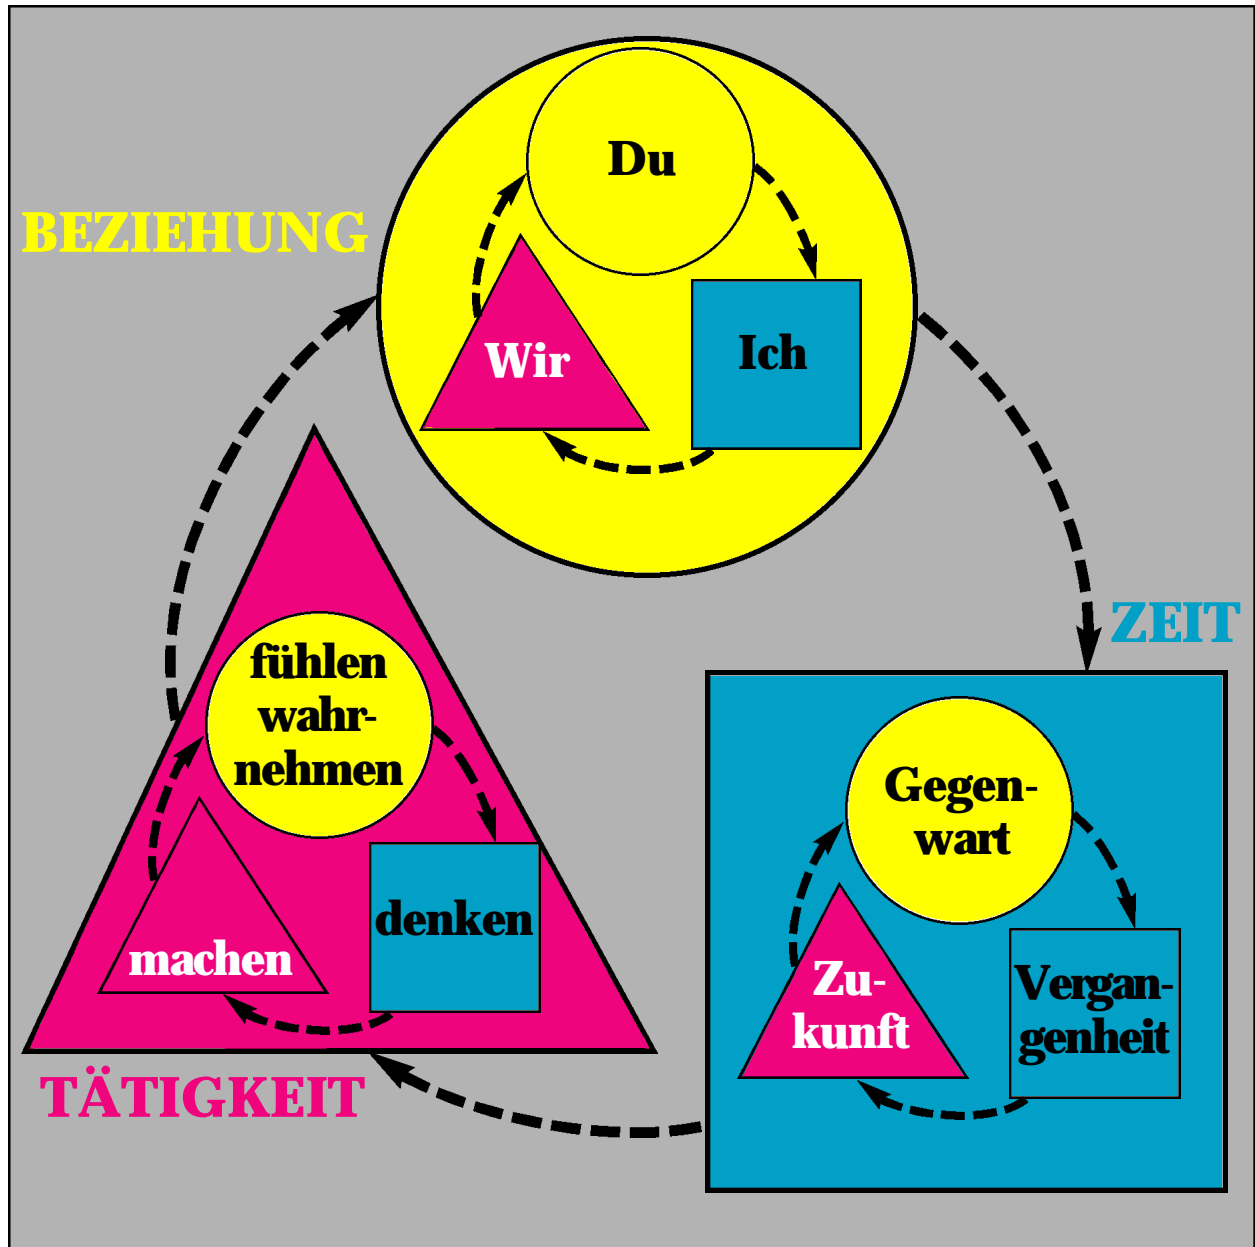 BEZIEHUNG
Du
Wir
Ich
ZEIT
Gegen-
wart
Zu-
kunft
Vergan-
genheit
TÄTIGKEIT
fühlen
wahr-
nehmen
denken
machen